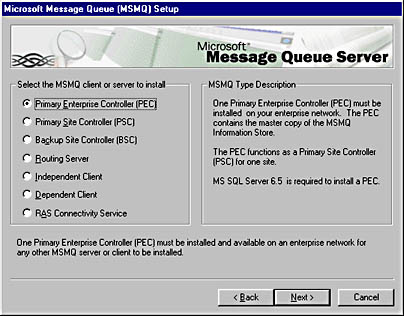 Microsoft Message Queue (MSMQ) Setup
Microsoft®
Message Queue Server
Select the MSMQ client or server to install
Primary Enterprise Controller (PEC)
Primary Site Controller (PSC)
Backup Site Controller (BSC)
Routing Server
Independent Client
Dependent Client
RAS Connectivity Service
MSMQ Type Description
One Primary Enterprise Controller (PEC) must be
installed on your enterprise network. The PEC
contains the master copy of the MSMQ
Information Store.
The PEC functions as a Primary Site Controller
(PSC) for one site.
MS SQL Server 6.5 is required to install a PEC.
One Primary Enterprise Controller (PEC) must be installed and available on an enterprise network for
any other MSMQ server or client to be installed.
< Back
Next >
Cancel